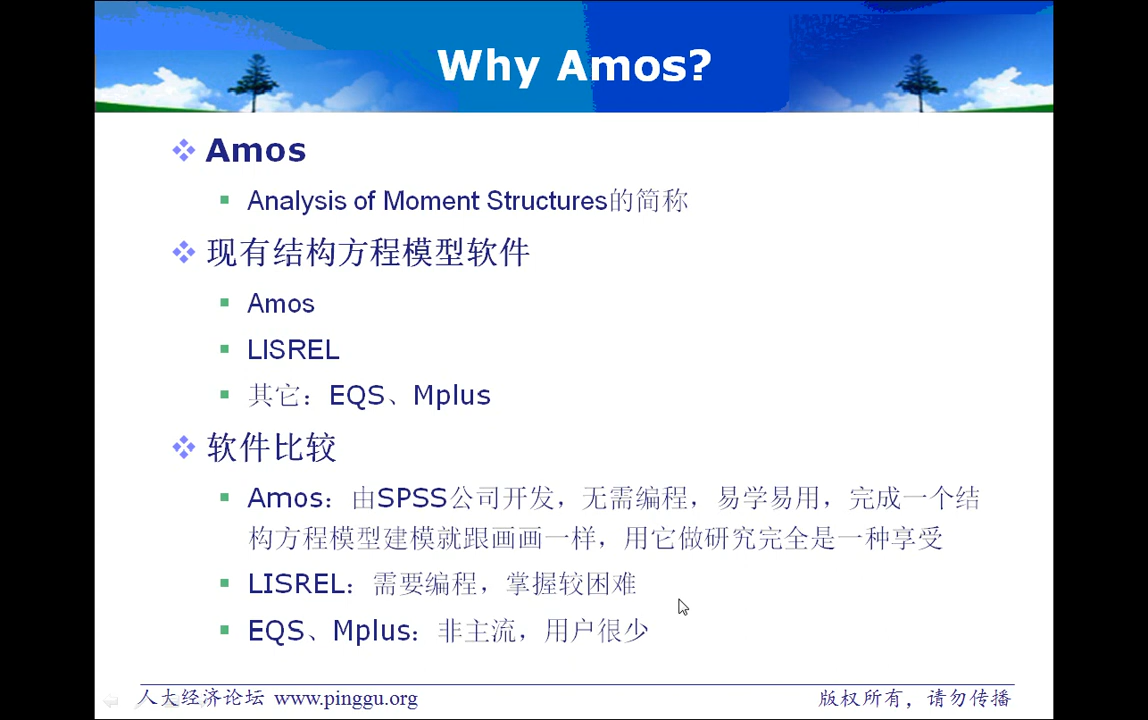 Why Amos?
Amos
Analysis of Moment Structures的简称
现有结构方程模型软件
Amos
LISREL
其它：EQS、Mplus
软件比较
Amos：由SPSS公司开发，无需编程，易学易用，完成一个结
构方程模型建模就跟画画一样，用它做研究完全是一种享受
LISREL：需要编程，掌握较困难
EQS、Mplus：非主流，用户很少
人大经济论坛 www.pinggu.org
版权所有，请勿传播